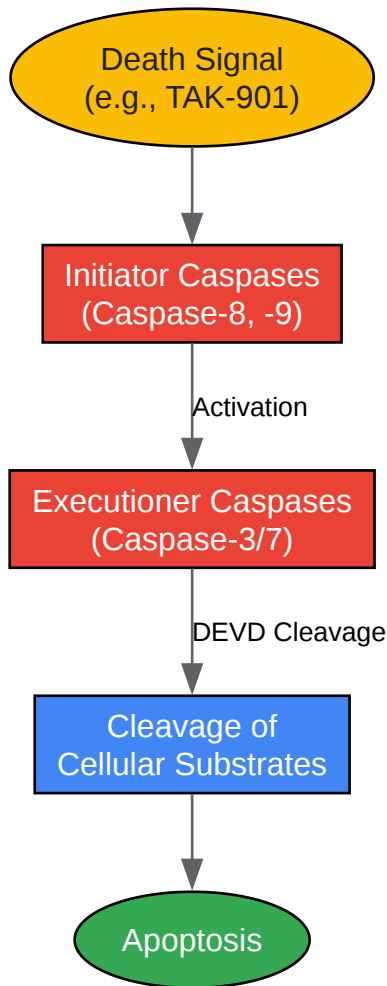 Death Signal
(e.g., TAK-901)
Initiator Caspases
(Caspase-8, -9)
Activation
Executioner Caspases
(Caspase-3/7)
DEVD Cleavage
Cleavage of
Cellular Substrates
Apoptosis